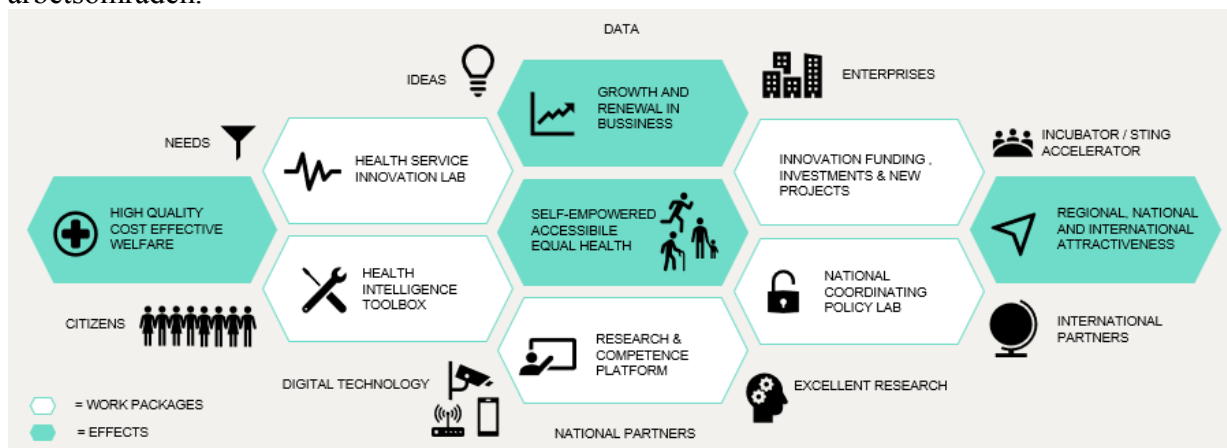 arbetsområden.
DATA
IDEAS
ENTERPRISES
GROWTH AND
RENEWAL IN
BUSSINESS
NEEDS
HEALTH SERVICE
INNOVATION LAB
INNOVATION FUNDING ,
INVESTMENTS & NEW
PROJECTS
INCUBATOR / STING
ACCELERATOR
HIGH QUALITY
COST EFFECTIVE
WELFARE
SELF-EMPOWERED
ACCESSIBILE
EQUAL HEALTH
REGIONAL, NATIONAL
AND INTERNATIONAL
ATTRACTIVENESS
HEALTH
INTELLIGENCE
TOOLBOX
NATIONAL
COORDINATING
POLICY LAB
CITIZENS
RESEARCH &
COMPETENCE
PLATFORM
INTERNATIONAL
PARTNERS
DIGITAL TECHNOLOGY
EXCELLENT RESEARCH
= WORK PACKAGES
= EFFECTS
NATIONAL PARTNERS